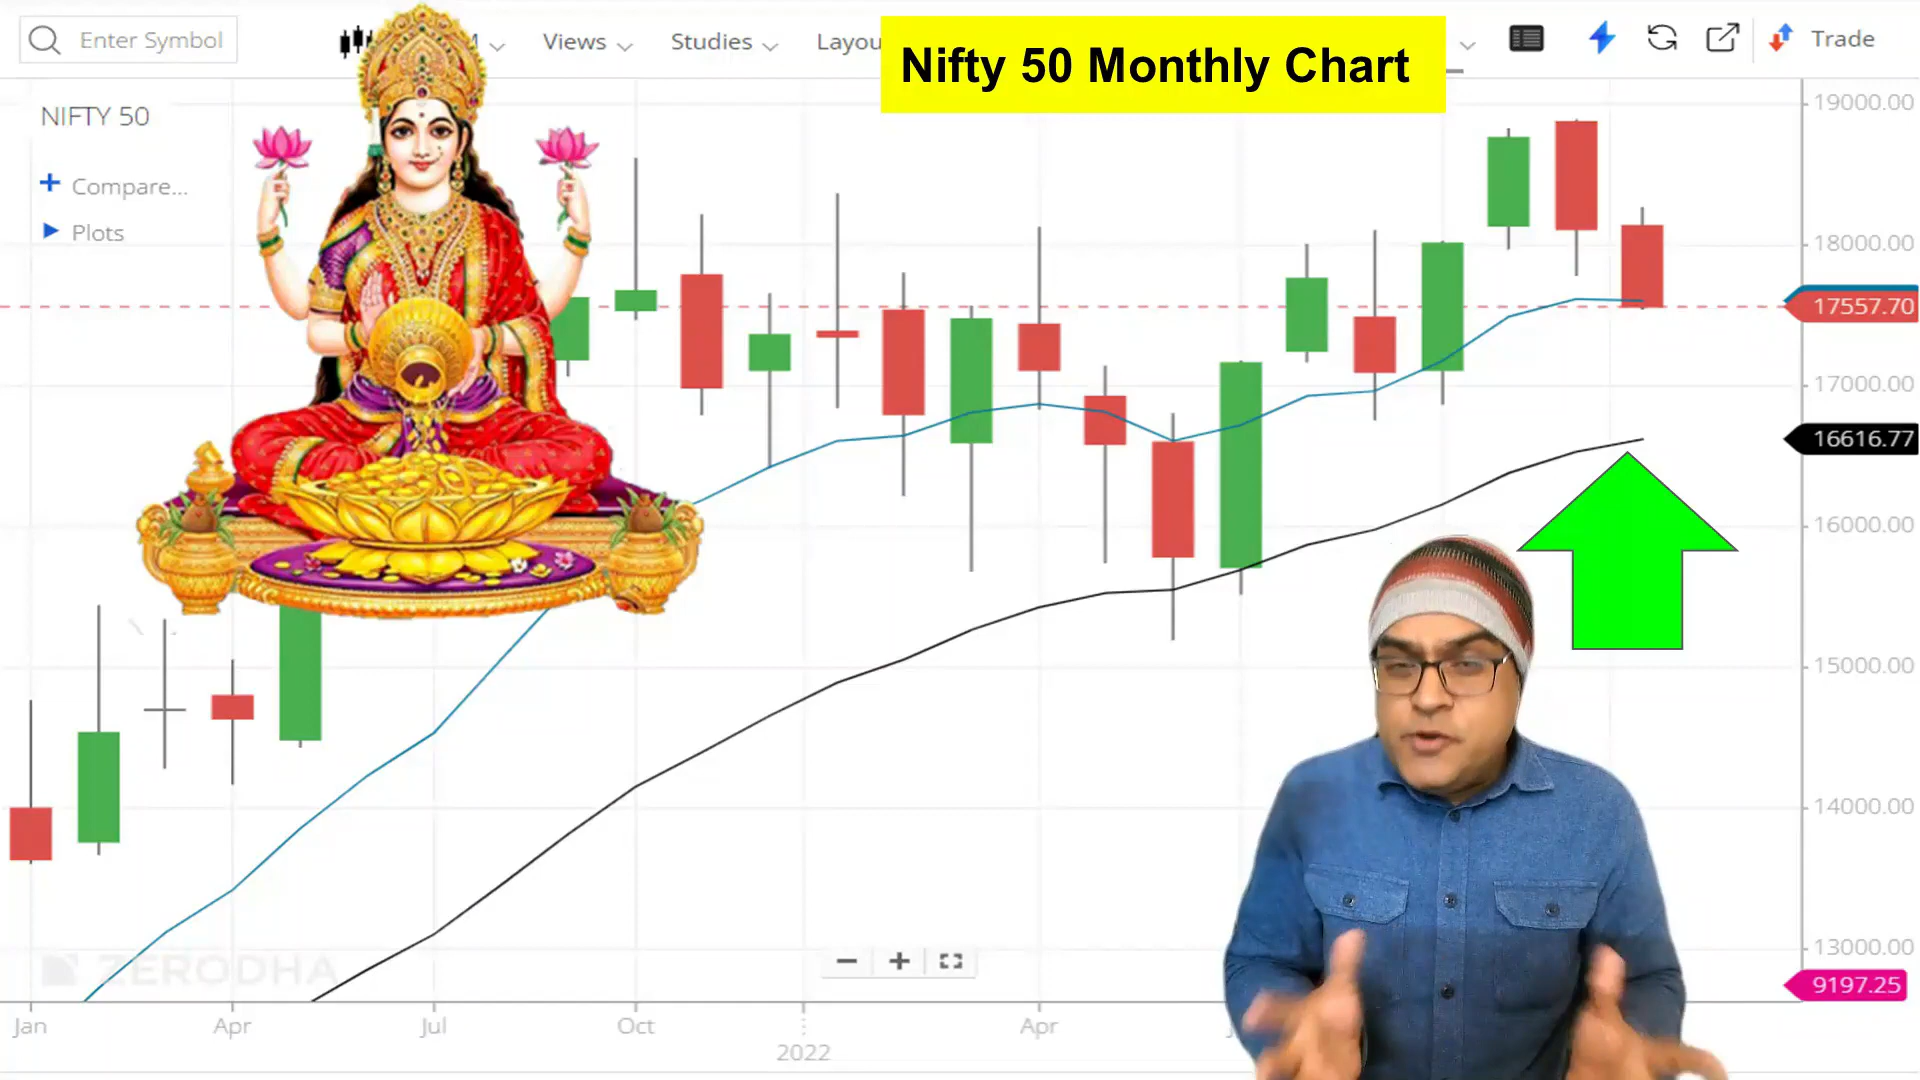 Enter Symbol
Views
Studies
Layou
Nifty 50 Monthly Chart
Trade
NIFTY 50
Compare...
Plots
19000.00
18000.00
17557.70
17000.00
16616.77
16000.00
15000.00
14000.00
13000.00
9197.25
ZERODHA
Jan
Apr
Jul
Oct
2022
Apr